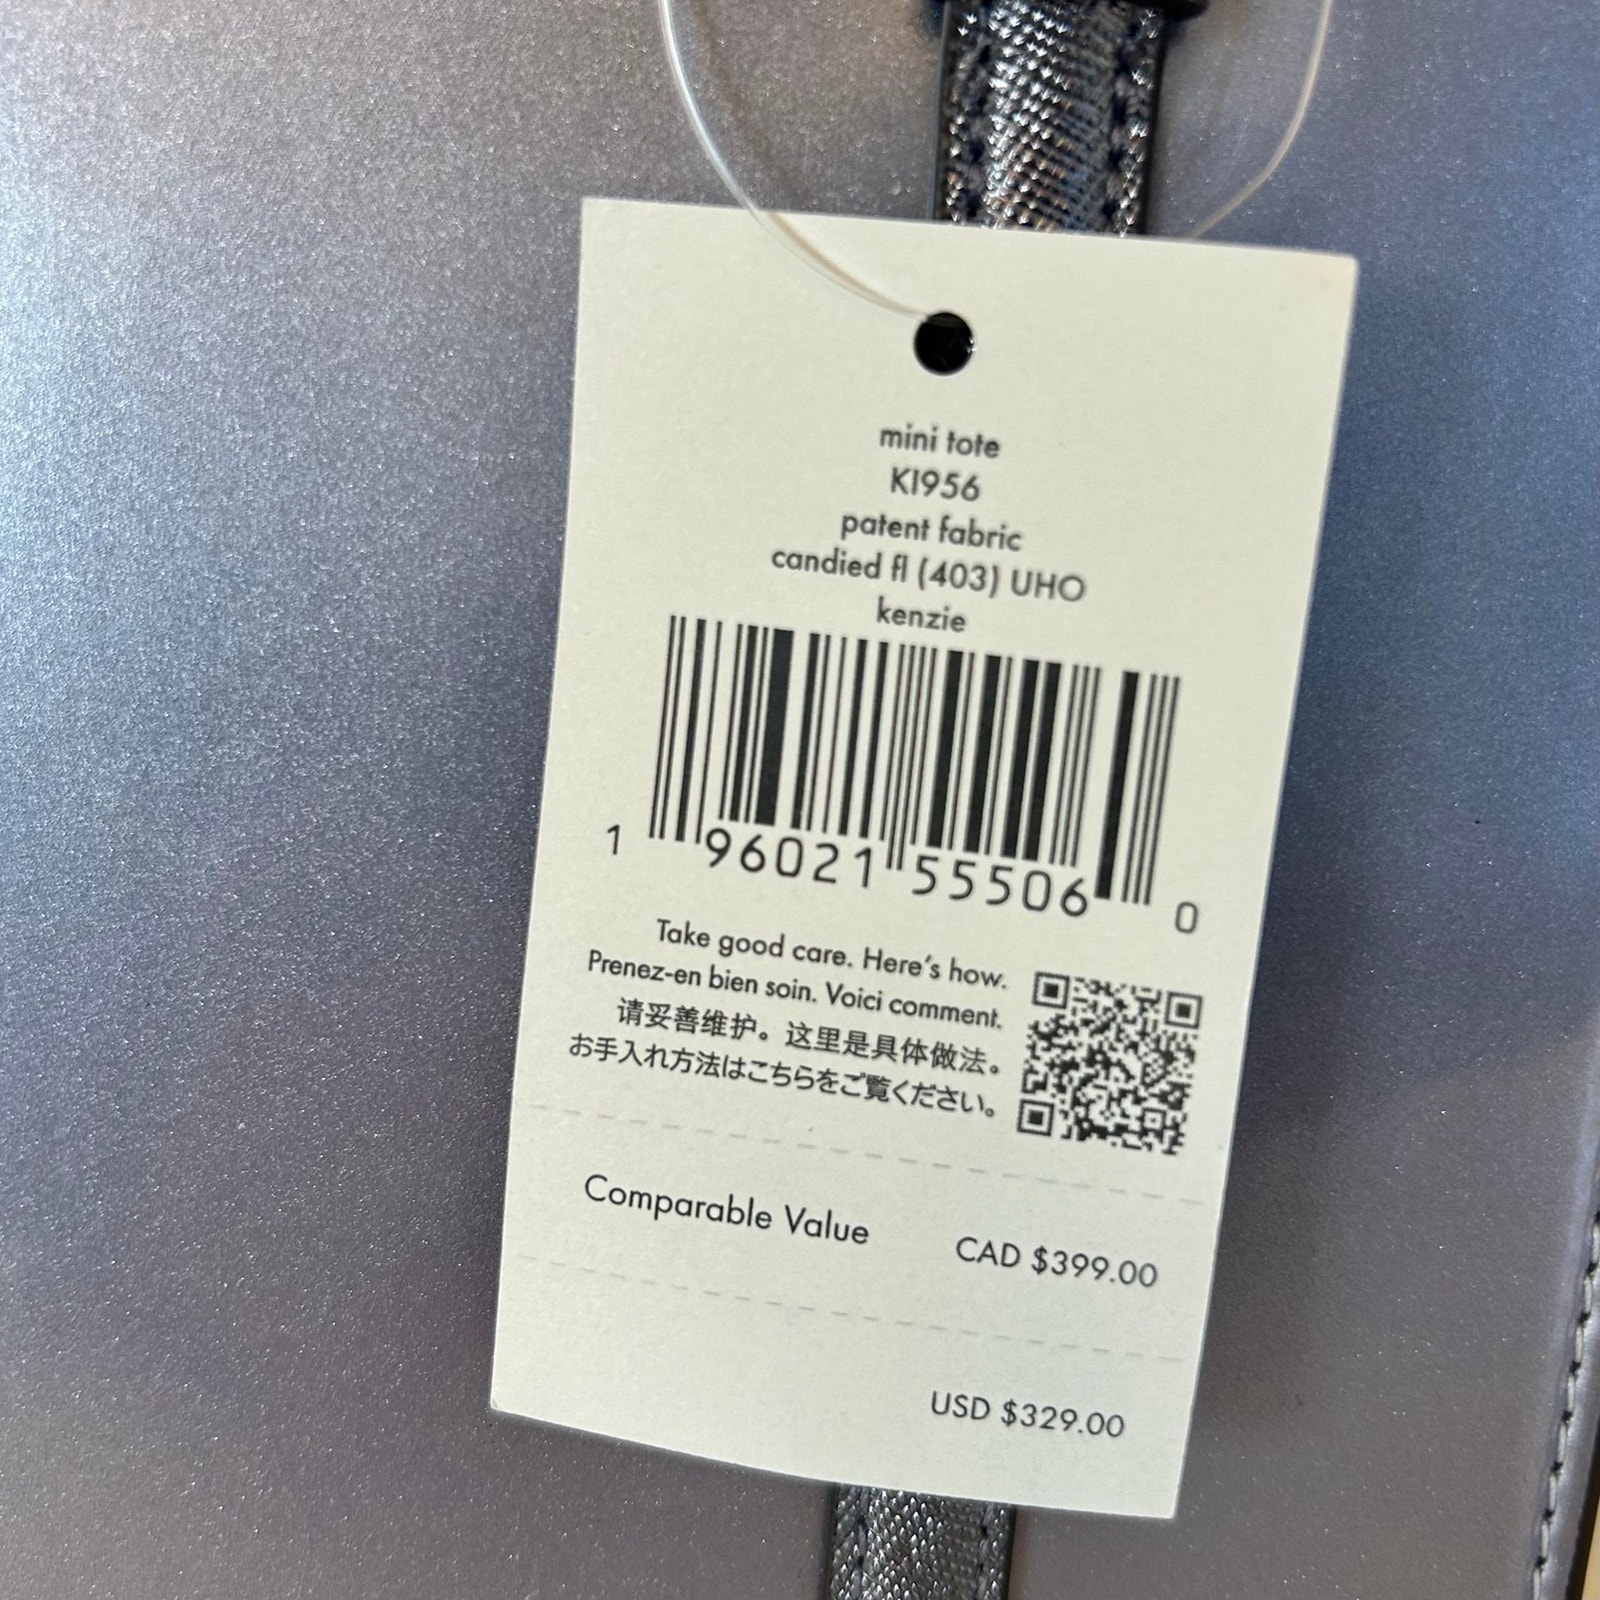 mini tote
KI956
patent fabric
candied fl (403) UHO
kenzie
1 96021 55506 0
Take good care. Here's how.
Prenez-en bien soin. Voici comment.
请妥善维护。这里是具体做法。
お手入れ方法はこちらをご覧ください。
Comparable Value CAD $399.00
USD $329.00